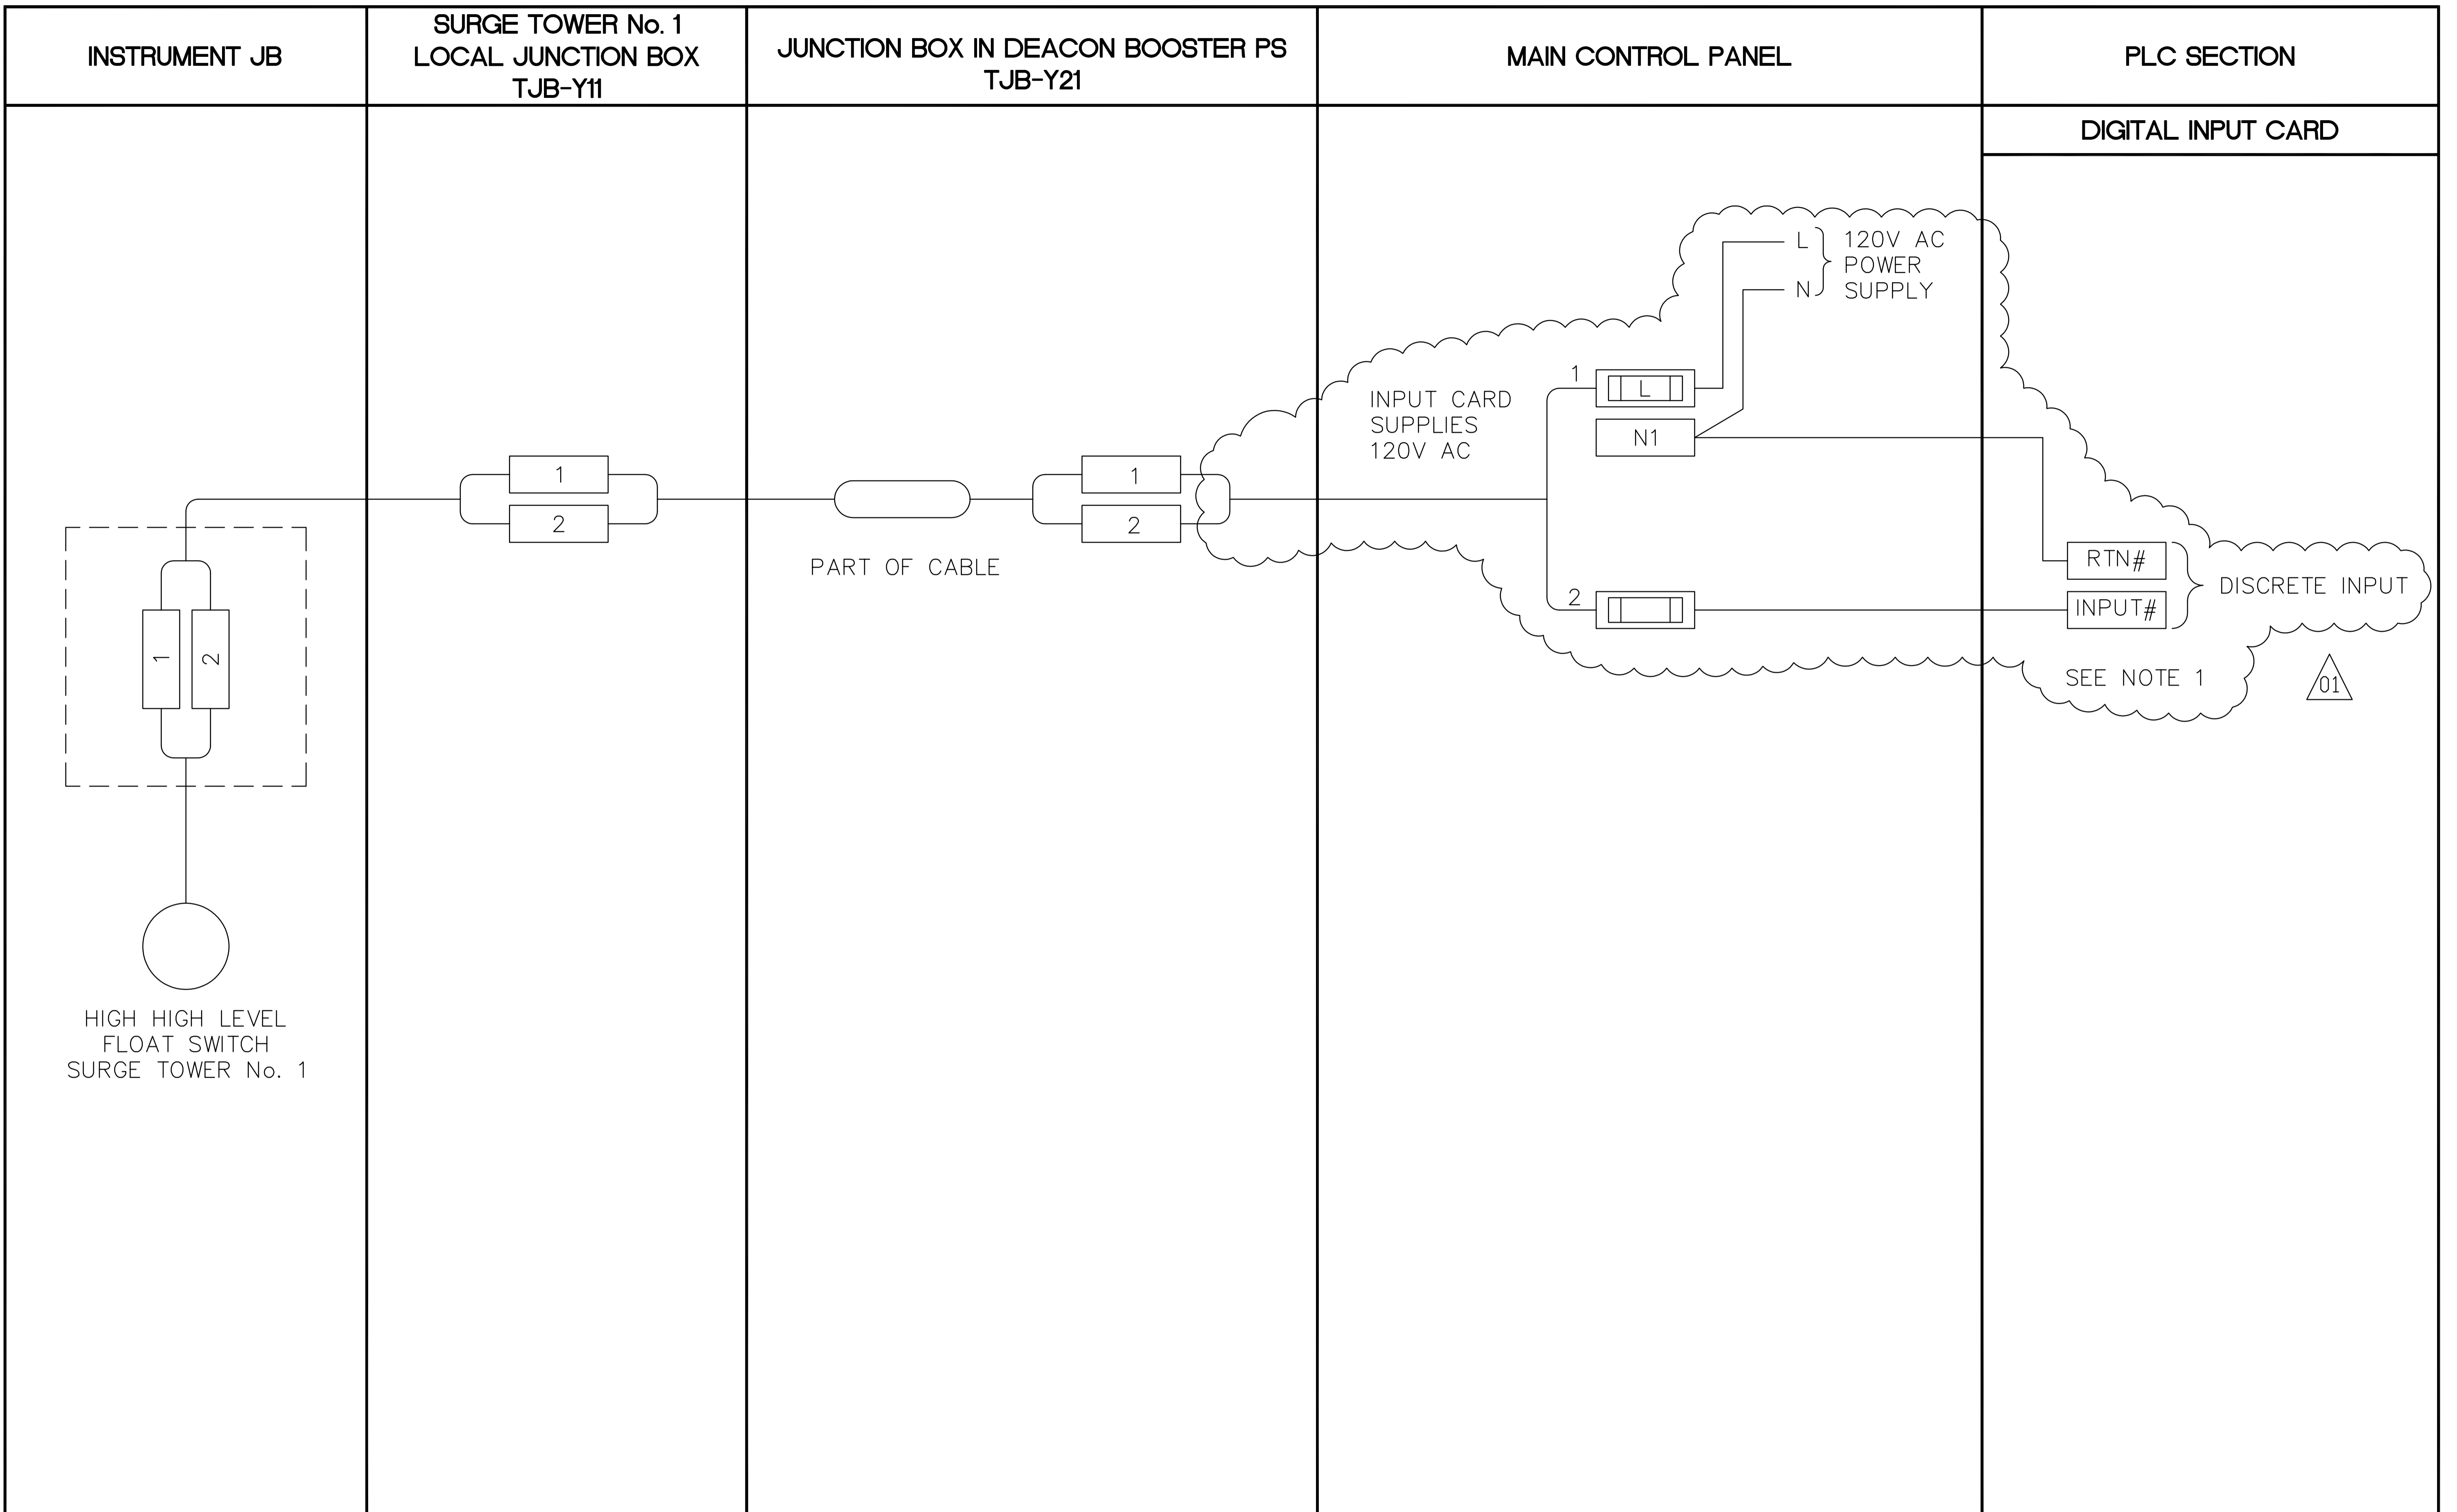 INSTRUMENT JB
SURGE TOWER No. 1
LOCAL JUNCTION BOX
TJB-Y11
JUNCTION BOX IN DEACON BOOSTER PS
TJB-Y21
MAIN CONTROL PANEL
PLC SECTION
DIGITAL INPUT CARD
L
N
120V AC
POWER
SUPPLY
INPUT CARD
SUPPLIES
120V AC
1
L
N1
2
1
2
PART OF CABLE
1
2
RTN#
INPUT#
DISCRETE INPUT
SEE NOTE 1
01
1
2
HIGH HIGH LEVEL
FLOAT SWITCH
SURGE TOWER No. 1